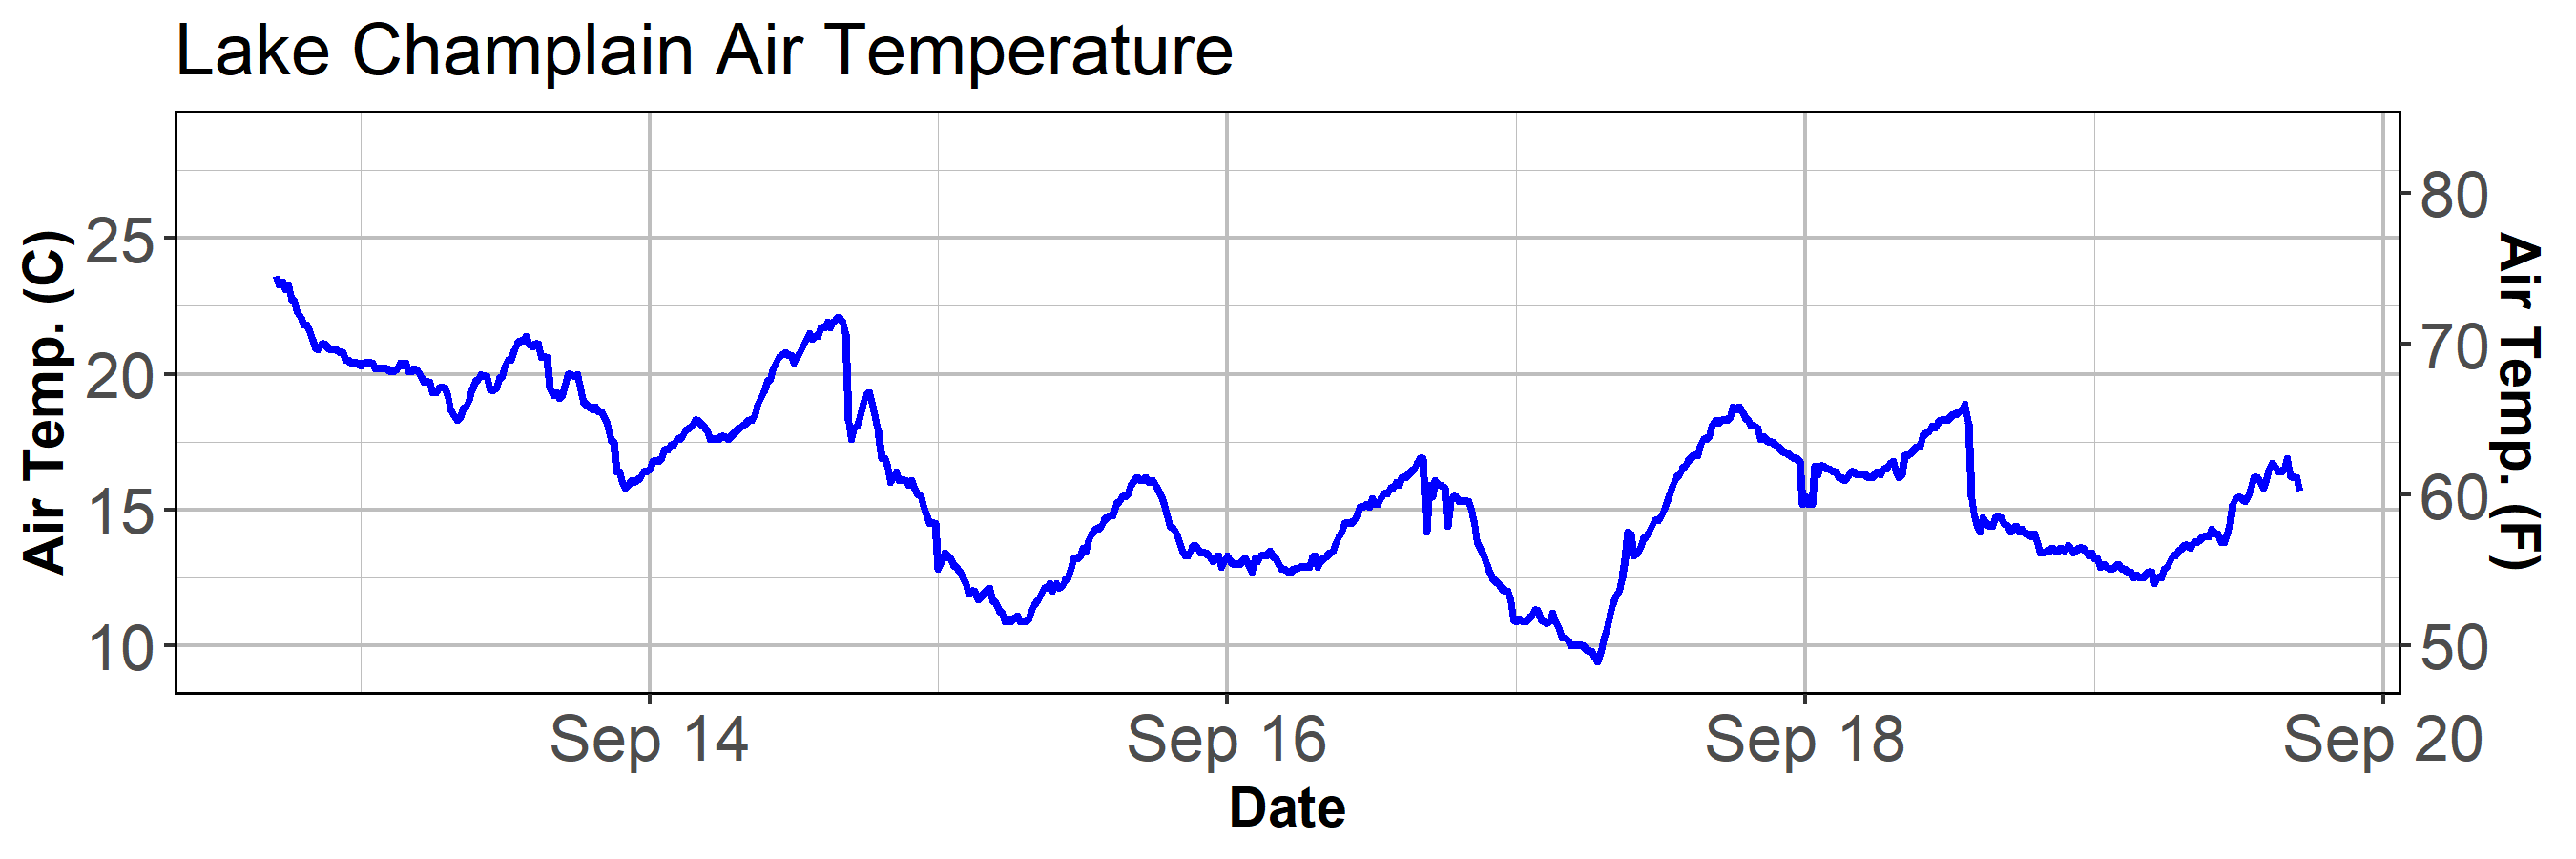 Lake Champlain Air Temperature
Air Temp. (C)
25
20
15
10
80
70
60
50
Air Temp. (F)
Sep 14
Sep 16
Sep 18
Sep 20
Date